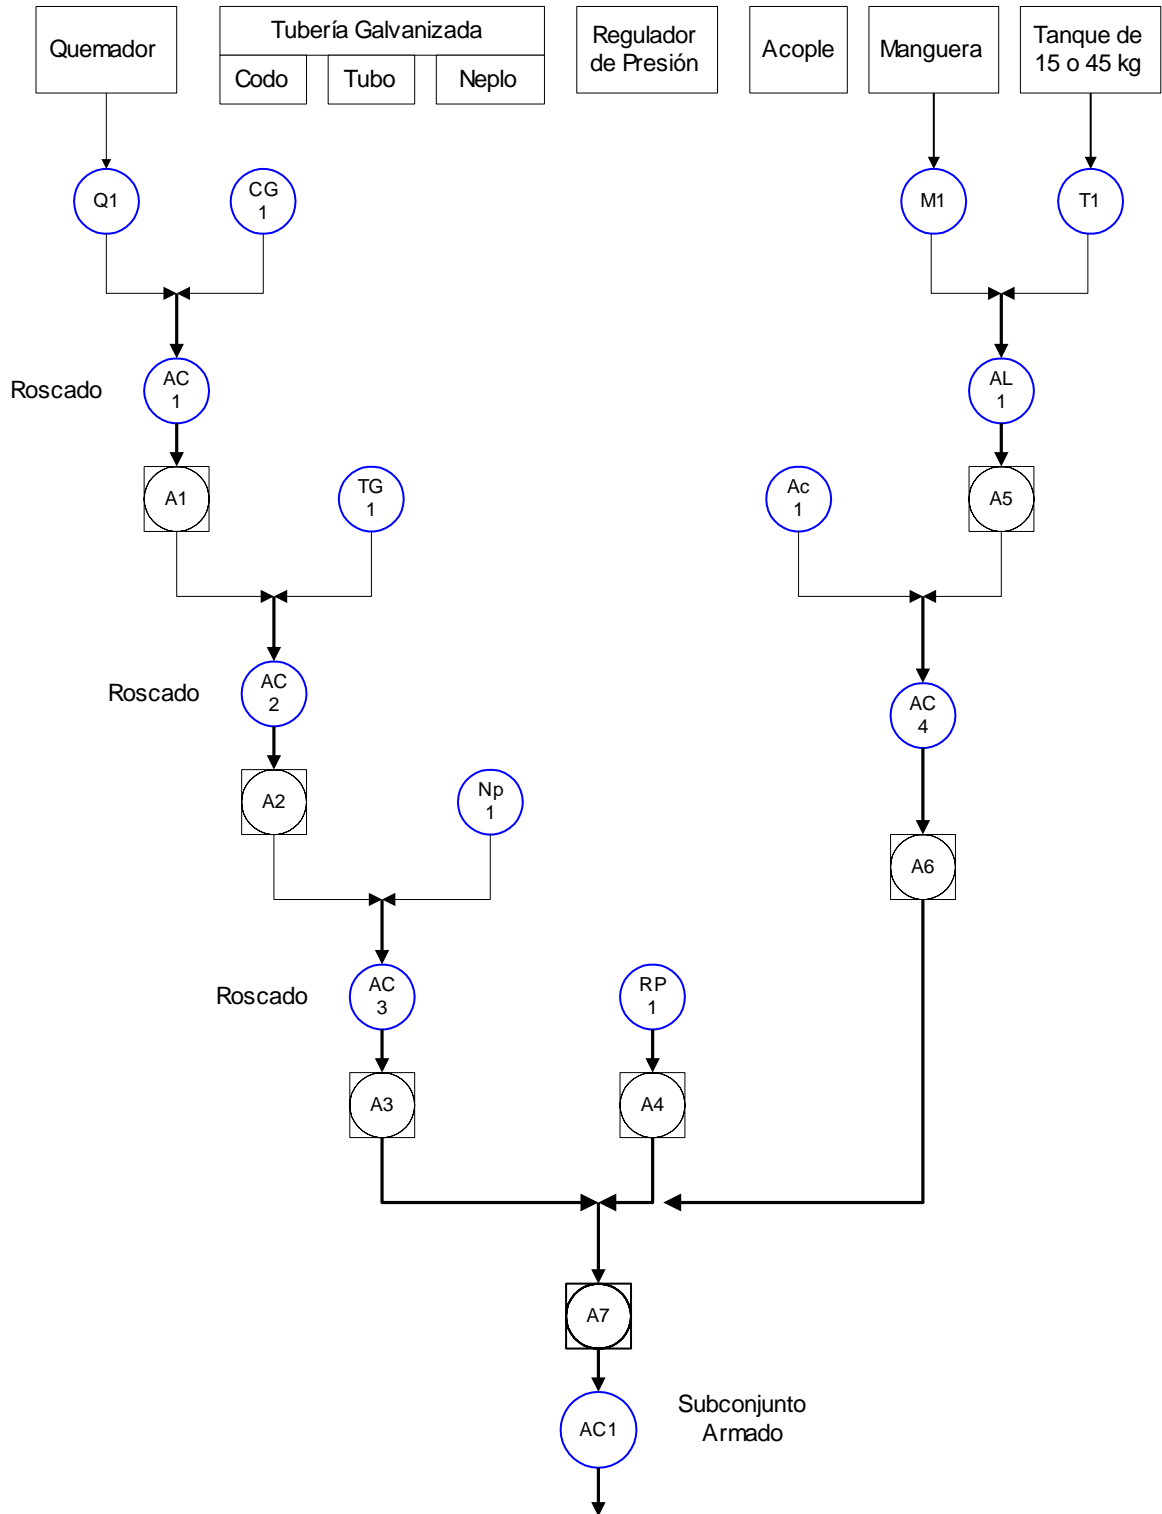 Quemador
Tubería Galvanizada
Codo
Tubo
Neplo
Regulador
de Presión
Acople
Manguera
Tanque de
15 o 45 kg
Q1
CG
1
M1
T1
Roscado
AC
1
AL
1
A1
TG
1
Ac
1
A5
Roscado
AC
2
AC
4
A2
Np
1
A6
Roscado
AC
3
RP
1
A3
A4
A7
Subconjunto
Armado
AC1